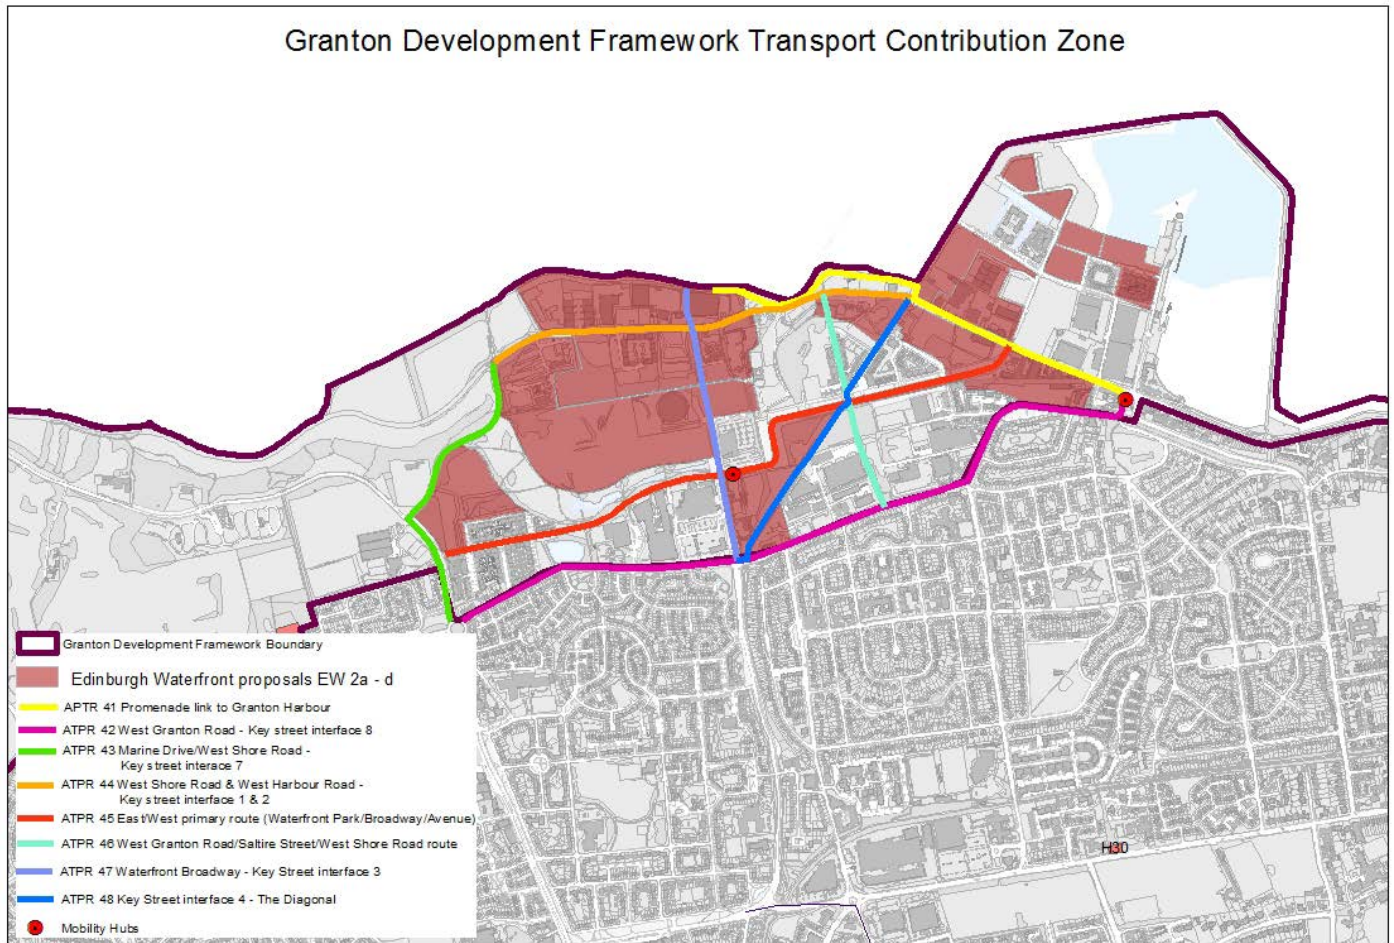 Granton Development Framework Transport Contribution Zone
H30
Granton Development Framework Boundary
Edinburgh Waterfront proposals EW 2a - d
APTR 41 Promenade link to Granton Harbour
ATPR 42 West Granton Road - Key street interface 8
ATPR 43 Marine Drive/West Shore Road -
Key street interace 7
ATPR 44 West Shore Road & West Harbour Road -
Key street interface 1 & 2
ATPR 45 East/West primary route (Waterfront Park/Broadway/Avenue)
ATPR 46 West Granton Road/Saltire Street/West Shore Road route
ATPR 47 Waterfront Broadway - Key Street interface 3
ATPR 48 Key Street interface 4 - The Diagonal
Mobility Hubs